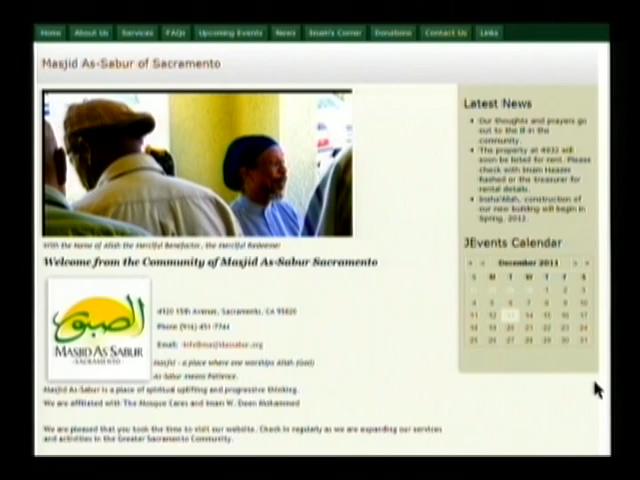 Home About Us Services FAQs Upcoming Events News Imam's Corner Donations Contact Us Links
Masjid As-Sabur of Sacramento
With the Name of Allah the Merciful Benefactor, the Merciful Redeemer
Welcome from the Community of Masjid As-Sabur Sacramento
الصبور
MASJID AS SABUR
SACRAMENTO
4920 15th Avenue, Sacramento, CA 95820
Phone (916) 451-7744
Email: info@masjidassabur.org
Masjid - a place where one worships Allah (God)
As-Sabur means Patience.
Masjid As-Sabur is a place of spiritual uplifting and progressive thinking.
We are affiliated with The Mosque Cares and Imam W. Deen Mohammed
We are pleased that you took the time to visit our website. Check in regularly as we are expanding our services
and activities in the Greater Sacramento Community.
Latest News
Our thoughts and prayers go
out to the ill in the
community.
The property at 4932 will
soon be listed for rent. Please
check with Imam
Rashad or the treasurer for
rental details.
Insha'Allah, construction of
our new building will begin in
Spring, 2012.
JEvents Calendar
December 2011
S M T W T F S
1 2 3
4 5 6 7 8 9 10
11 12 13 14 15 16 17
18 19 20 21 22 23 24
25 26 27 28 29 30 31